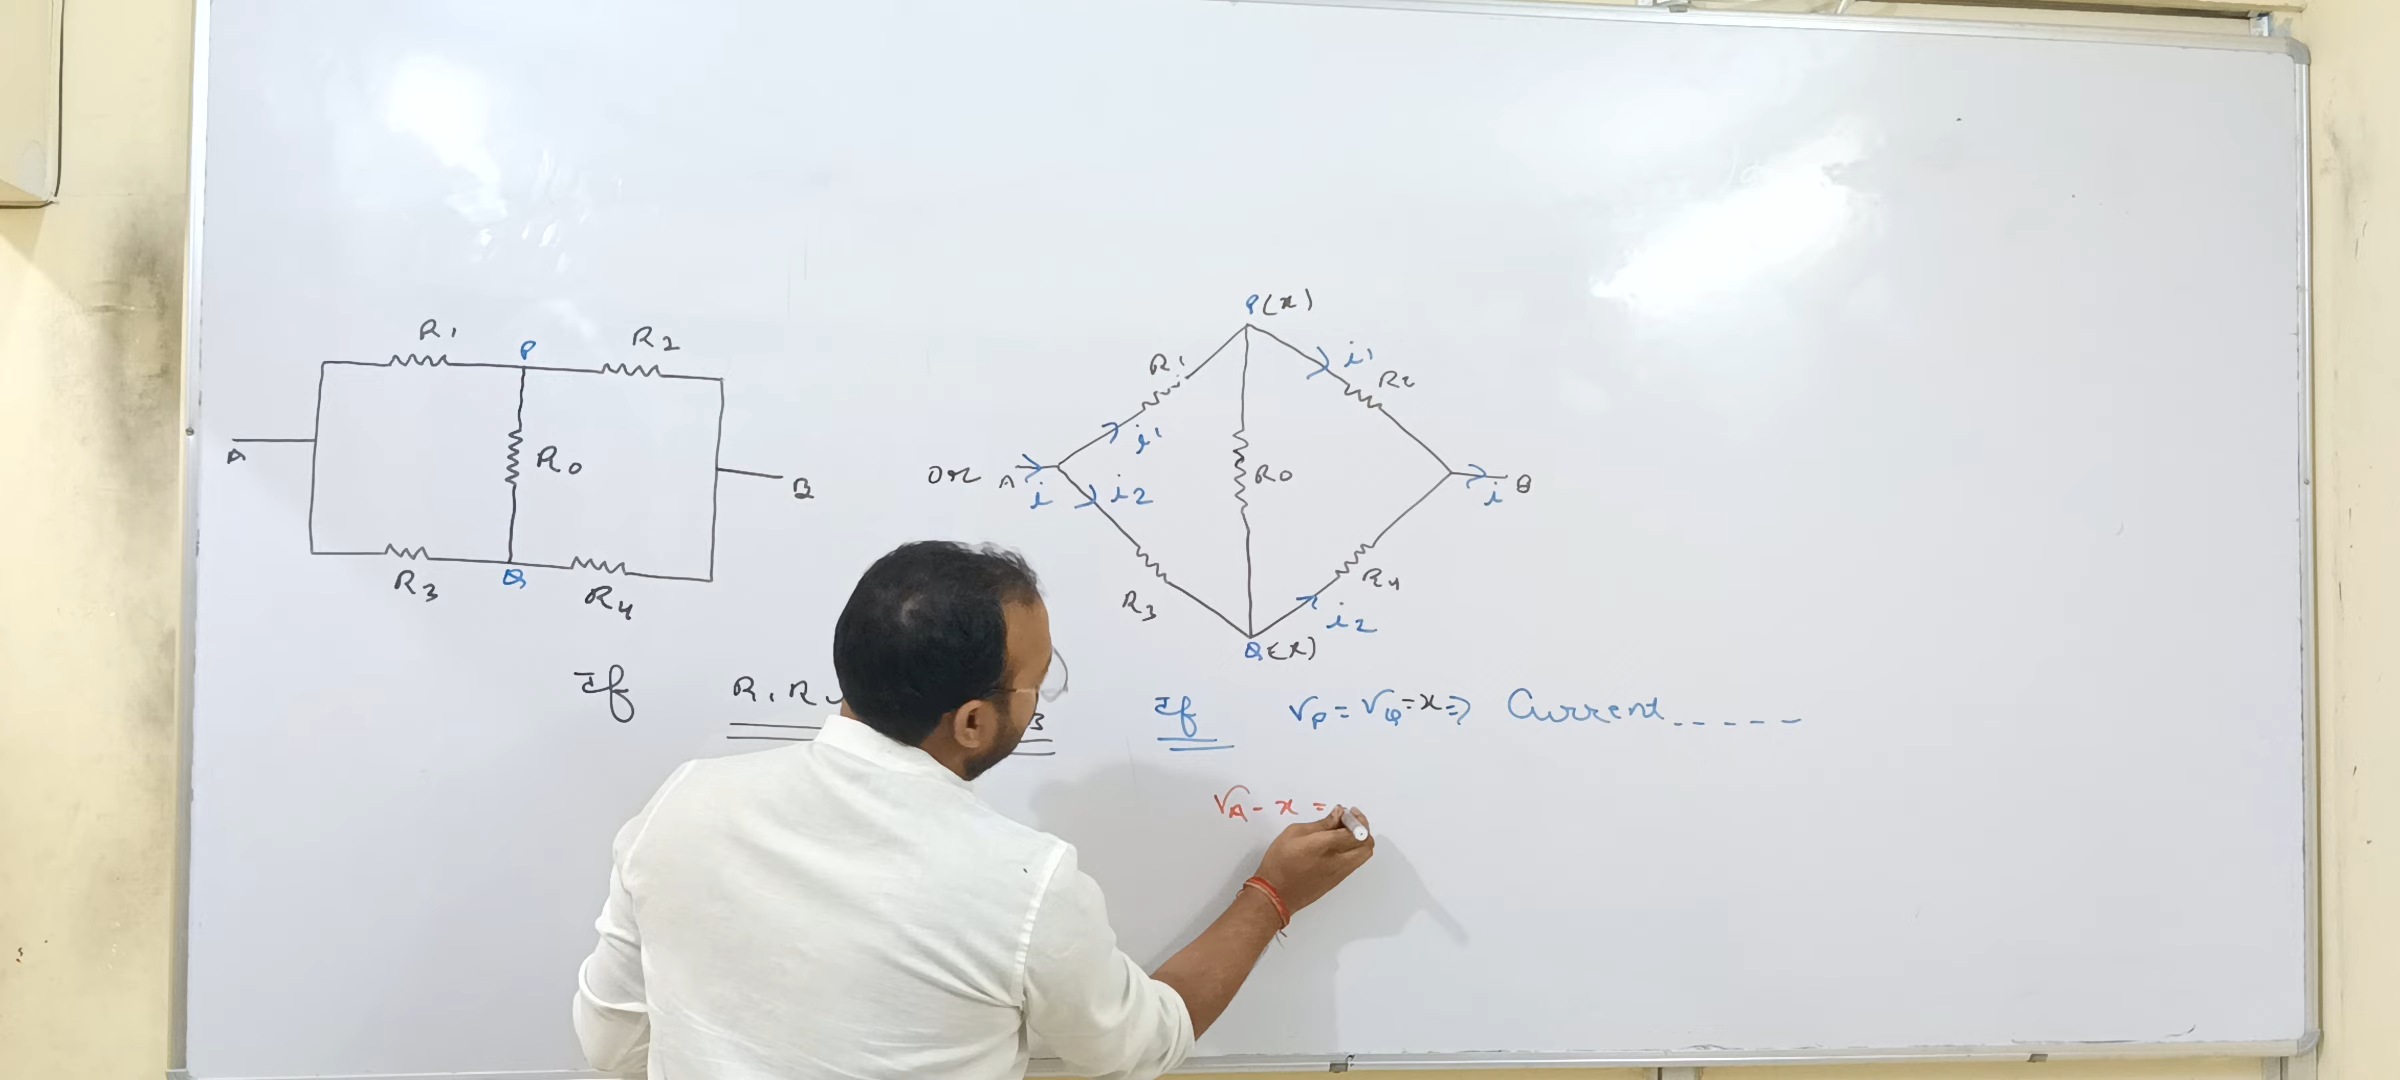 R1
P
R2
A
R0
B
R3
Q
R4
or
P(x)
R1
i1
R2
i1
A
i
i2
R0
i
B
R3
R4
i2
Q(x)
If
R1 R
3
If VP = VQ = x ⇒ Current - - - - -
VA - x =